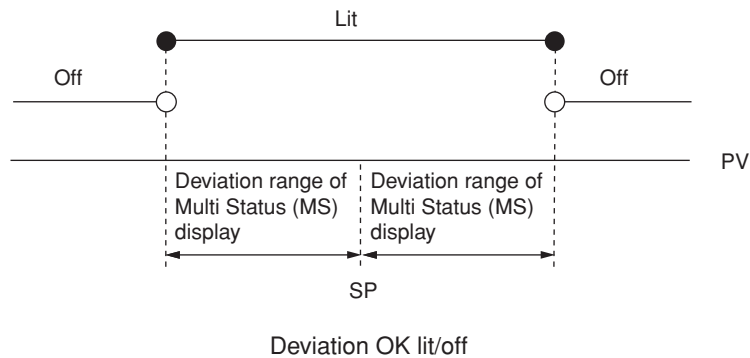 Lit
Off
Off
PV
Deviation range of
Multi Status (MS)
display
Deviation range of
Multi Status (MS)
display
SP
Deviation OK lit/off